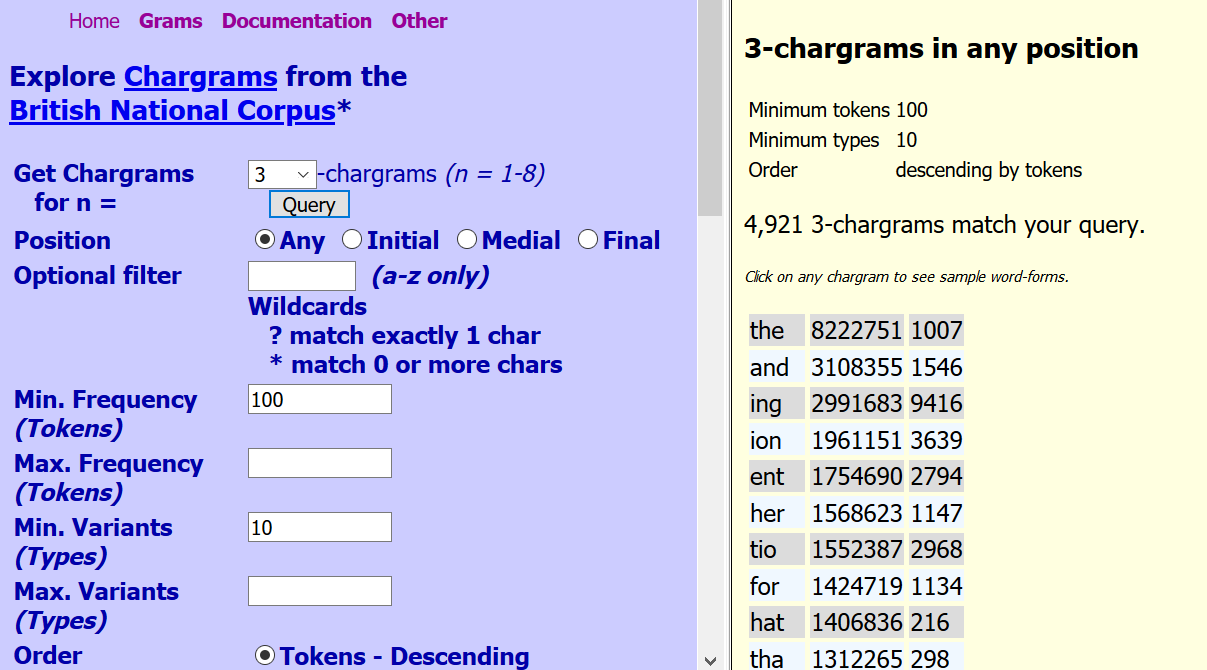 Home Grams Documentation Other
Explore Chargrams from the
British National Corpus*
Get Chargrams
for n =
3 -chargrams (n = 1-8)
Query
Position Any Initial Medial Final
Optional filter (a-z only)
Wildcards
? match exactly 1 char
* match 0 or more chars
Min. Frequency
(Tokens) 100
Max. Frequency
(Tokens)
Min. Variants
(Types) 10
Max. Variants
(Types)
Order Tokens - Descending
3-chargrams in any position
Minimum tokens 100
Minimum types 10
Order descending by tokens
4,921 3-chargrams match your query.
Click on any chargram to see sample word-forms.
the 8222751 1007
and 3108355 1546
ing 2991683 9416
ion 1961151 3639
ent 1754690 2794
her 1568623 1147
tio 1552387 2968
for 1424719 1134
hat 1406836 216
tha 1312265 298